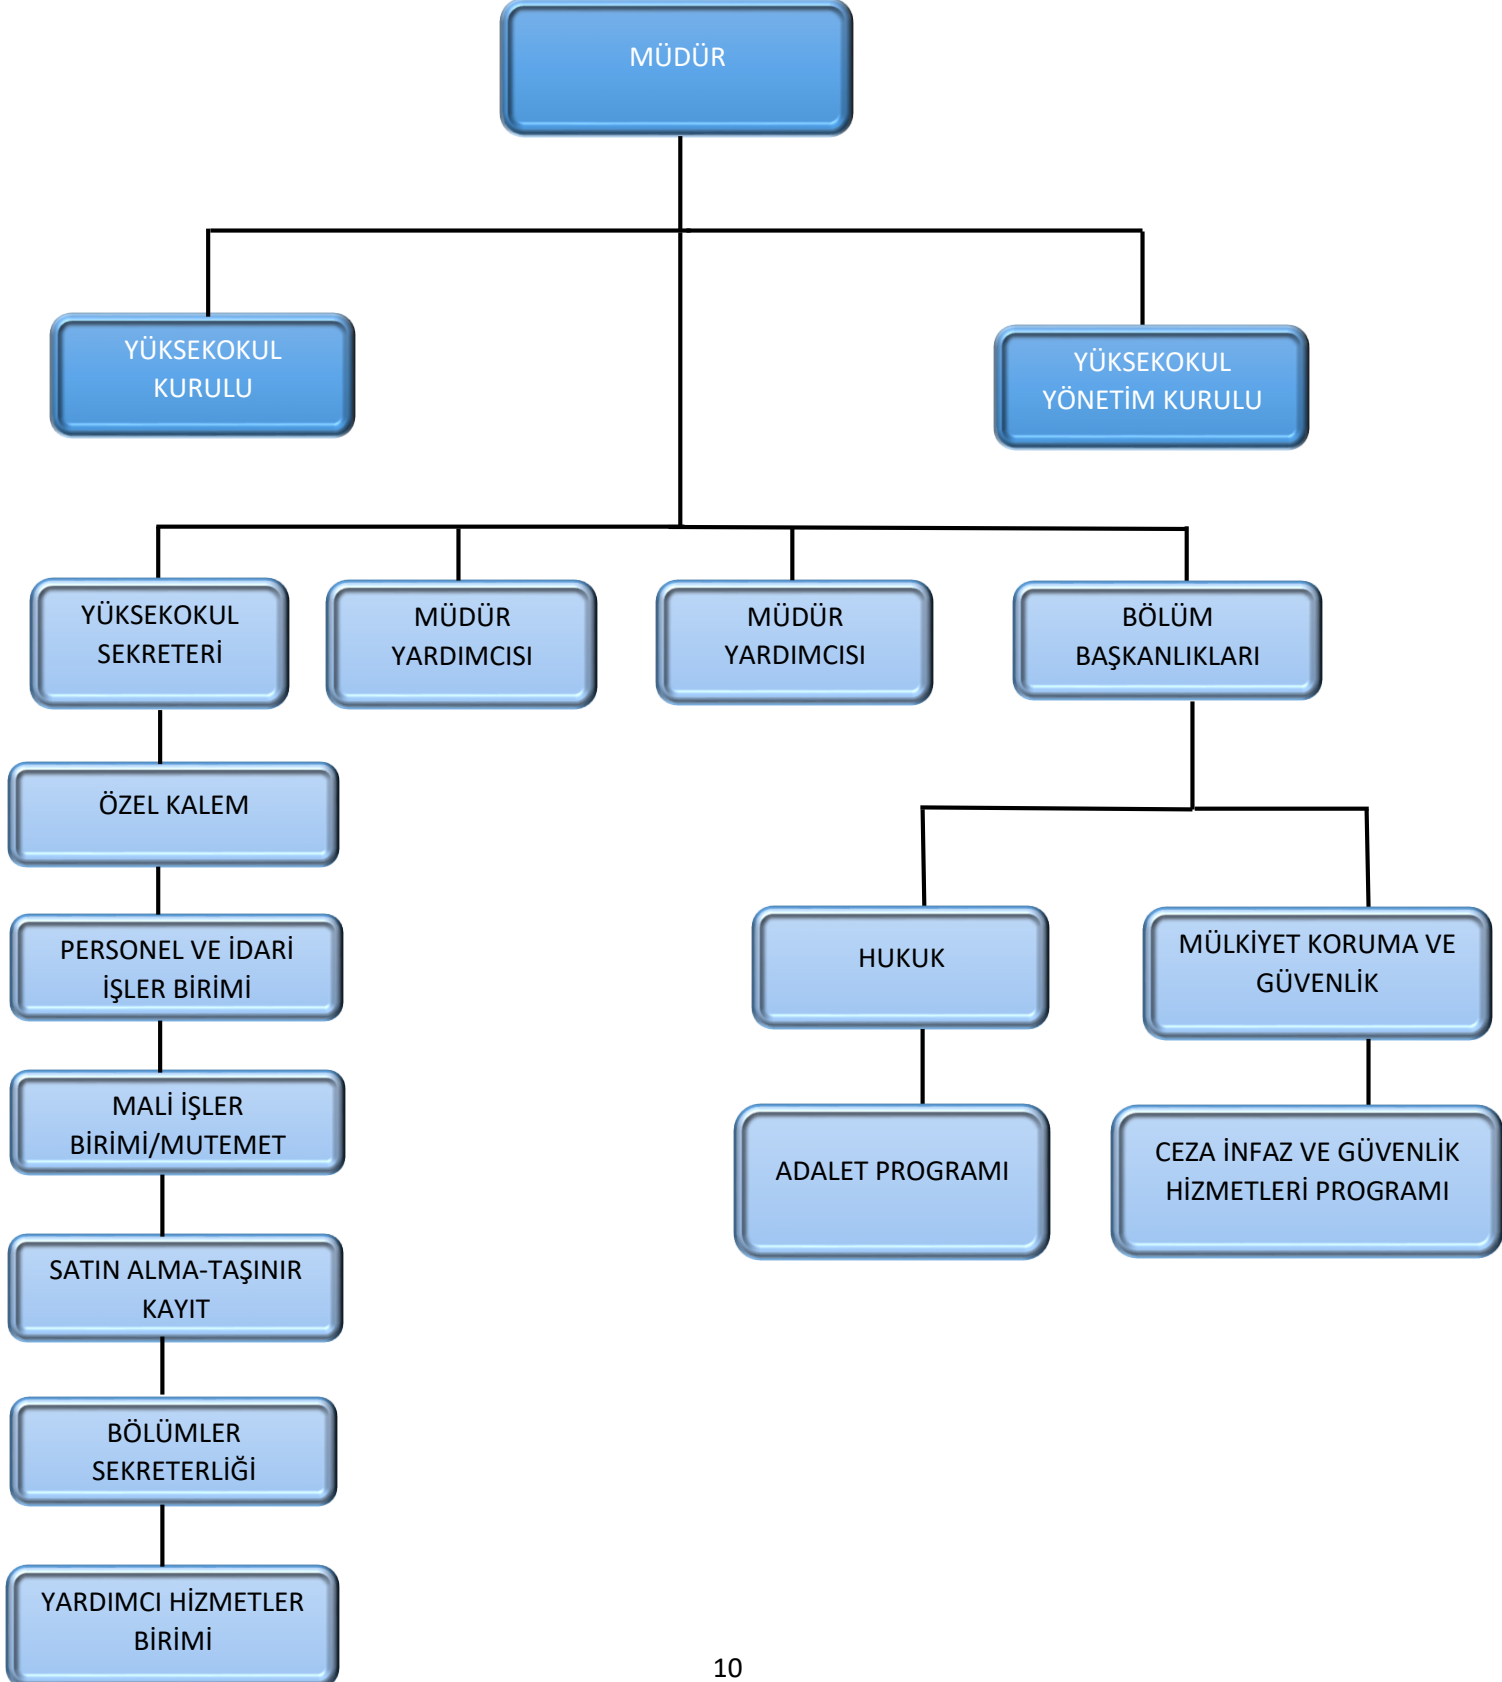 MÜDÜR
YÜKSEKOKUL
KURULU
YÜKSEKOKUL
YÖNETİM KURULU
YÜKSEKOKUL
SEKRETERİ
MÜDÜR
YARDIMCISI
MÜDÜR
YARDIMCISI
BÖLÜM
BAŞKANLIKLARI
ÖZEL KALEM
PERSONEL VE İDARİ
İŞLER BİRİMİ
MALİ İŞLER
BİRİMİ/MUTEMET
SATIN ALMA-TAŞINIR
KAYIT
BÖLÜMLER
SEKRETERLİĞİ
YARDIMCI HİZMETLER
BİRİMİ
HUKUK
MÜLKİYET KORUMA VE
GÜVENLİK
ADALET PROGRAMI
CEZA İNFAZ VE GÜVENLİK
HİZMETLERİ PROGRAMI
10